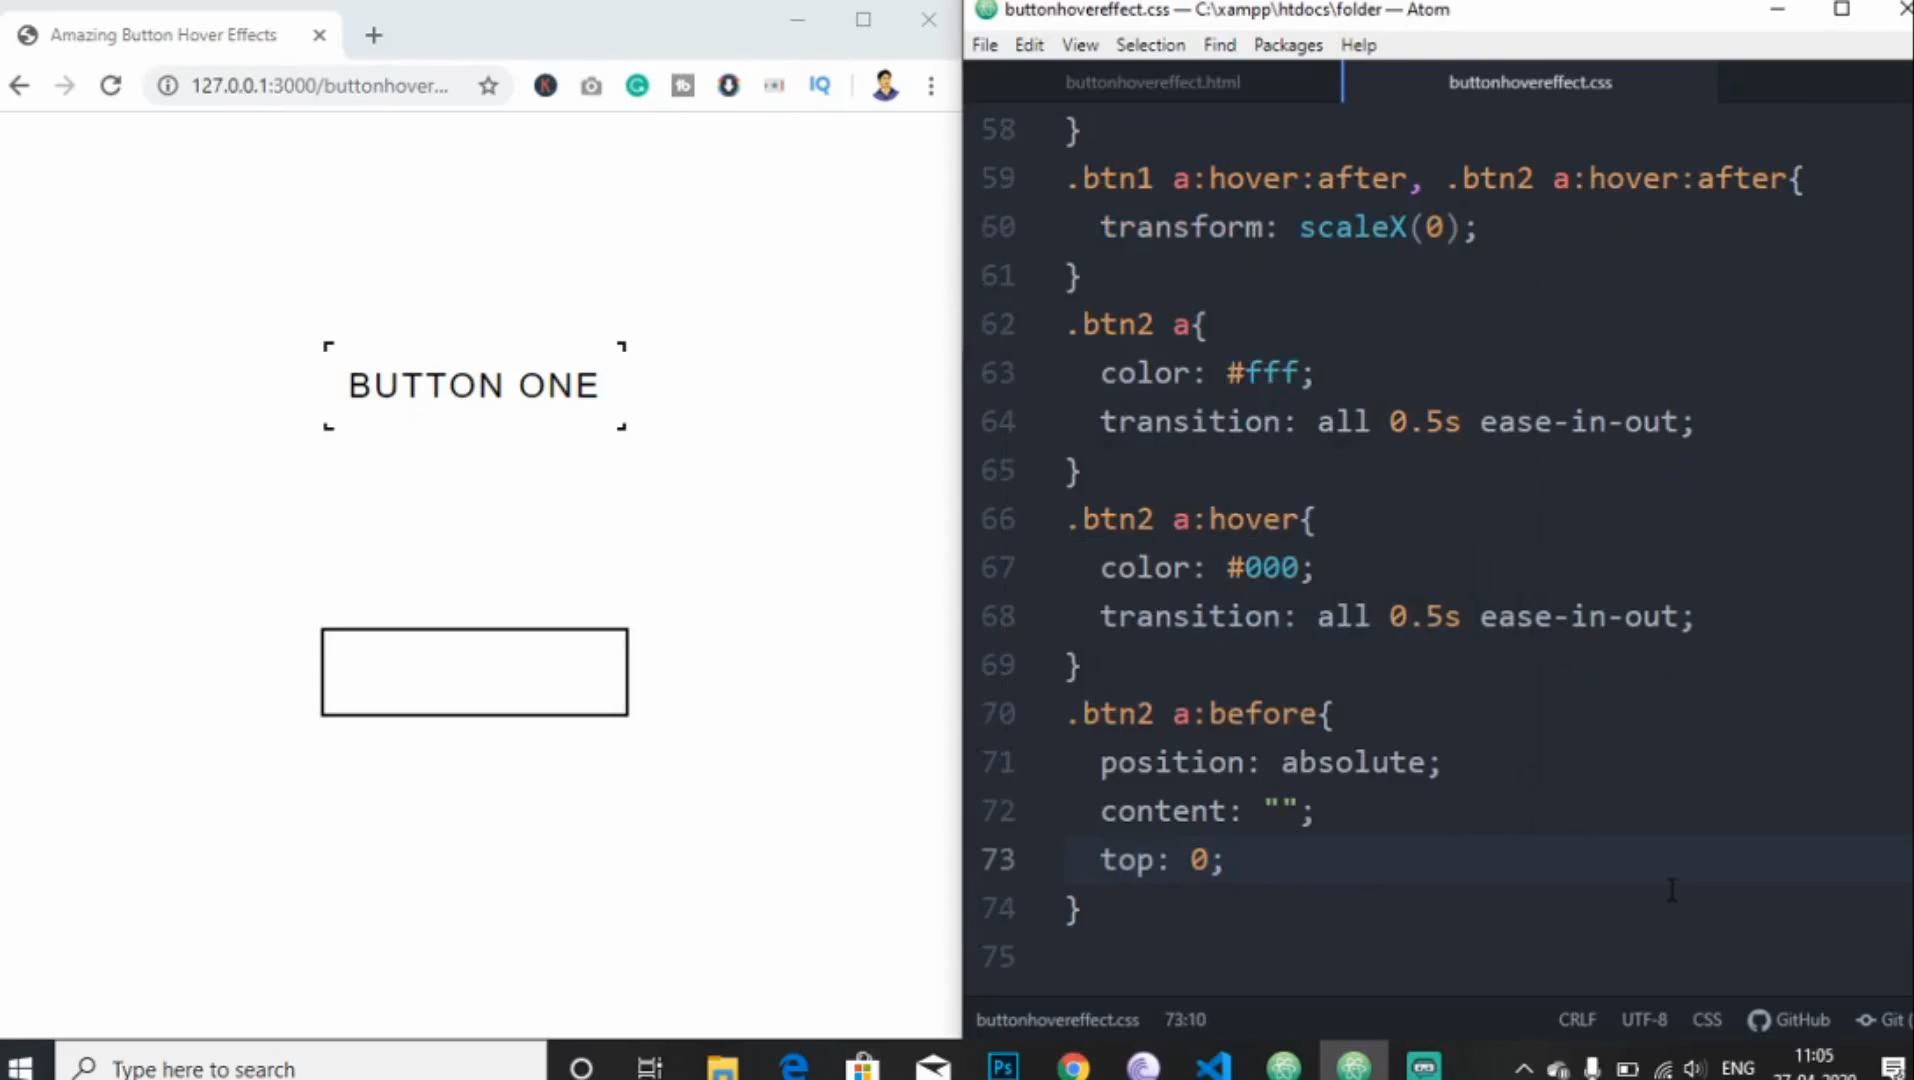 Amazing Button Hover Effects
127.0.0.1:3000/buttonhover...
IQ
BUTTON ONE
buttonhovereffect.css — C:\xampp\htdocs\folder — Atom
File Edit View Selection Find Packages Help
buttonhovereffect.html buttonhovereffect.css
58 }
59 .btn1 a:hover:after, .btn2 a:hover:after{
60 transform: scaleX(0);
61 }
62 .btn2 a{
63 color: #fff;
64 transition: all 0.5s ease-in-out;
65 }
66 .btn2 a:hover{
67 color: #000;
68 transition: all 0.5s ease-in-out;
69 }
70 .btn2 a:before{
71 position: absolute;
72 content: "";
73 top: 0;
74 }
75
buttonhovereffect.css 73:10 CRLF UTF-8 CSS GitHub Git (
Type here to search
Ps
ENG
11:05